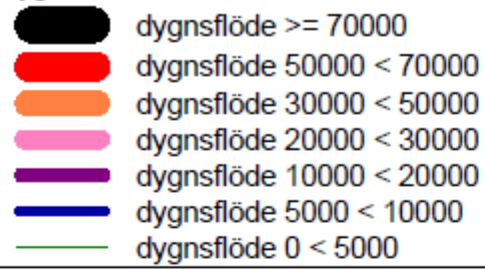 dygnsflöde >= 70000
dygnsflöde 50000 < 70000
dygnsflöde 30000 < 50000
dygnsflöde 20000 < 30000
dygnsflöde 10000 < 20000
dygnsflöde 5000 < 10000
dygnsflöde 0 < 5000